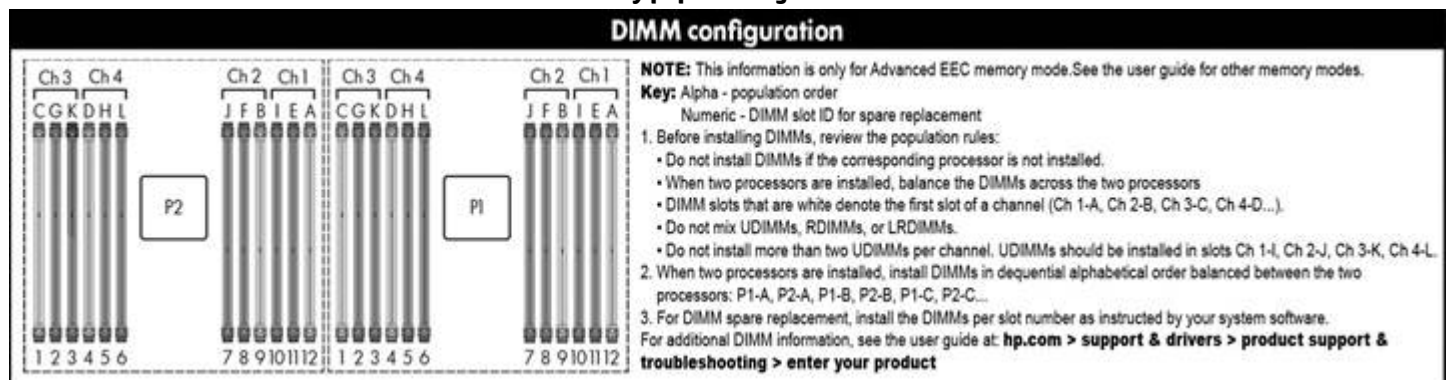 DIMM configuration
Ch 3 Ch 4
Ch 2 Ch 1
Ch 3 Ch 4
Ch 2 Ch 1
C G K D H L
J F B I E A
C G K D H L
J F B I E A
P2
P1
1 2 3 4 5 6
7 8 9 10 11 12
1 2 3 4 5 6
7 8 9 10 11 12
NOTE: This information is only for Advanced EEC memory mode.See the user guide for other memory modes.
Key: Alpha - population order
Numeric - DIMM slot ID for spare replacement
1. Before installing DIMMs, review the population rules:
• Do not install DIMMs if the corresponding processor is not installed.
• When two processors are installed, balance the DIMMs across the two processors
• DIMM slots that are white denote the first slot of a channel (Ch 1-A, Ch 2-B, Ch 3-C, Ch 4-D...).
• Do not mix UDIMMs, RDIMMs, or LRDIMMs.
• Do not install more than two UDIMMs per channel. UDIMMs should be installed in slots Ch 1-I, Ch 2-J, Ch 3-K, Ch 4-L.
2. When two processors are installed, install DIMMs in dequential alphabetical order balanced between the two
processors: P1-A, P2-A, P1-B, P2-B, P1-C, P2-C...
3. For DIMM spare replacement, install the DIMMs per slot number as instructed by your system software.
For additional DIMM information, see the user guide at: hp.com > support & drivers > product support &
troubleshooting > enter your product